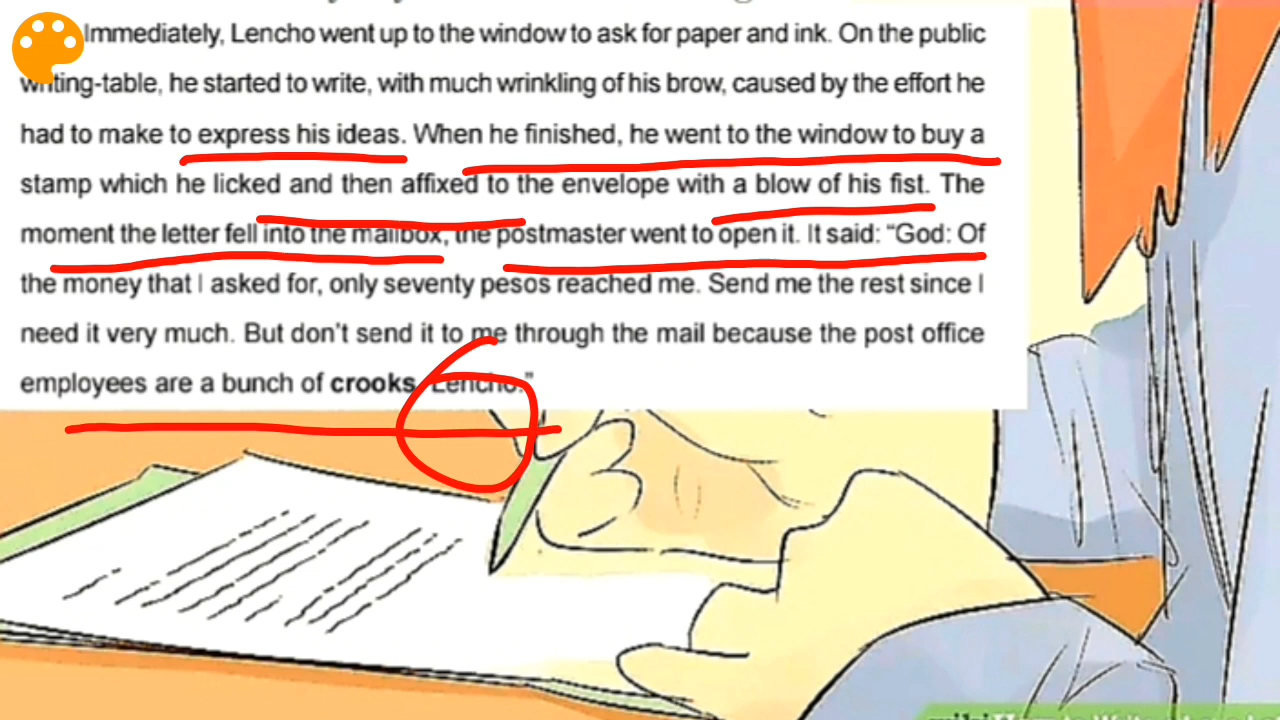 Immediately, Lencho went up to the window to ask for paper and ink. On the public
writing-table, he started to write, with much wrinkling of his brow, caused by the effort he
had to make to express his ideas. When he finished, he went to the window to buy a
stamp which he licked and then affixed to the envelope with a blow of his fist. The
moment the letter fell into the mailbox, the postmaster went to open it. It said: “God: Of
the money that I asked for, only seventy pesos reached me. Send me the rest since I
need it very much. But don’t send it to me through the mail because the post office
employees are a bunch of crooks. Lencho.”